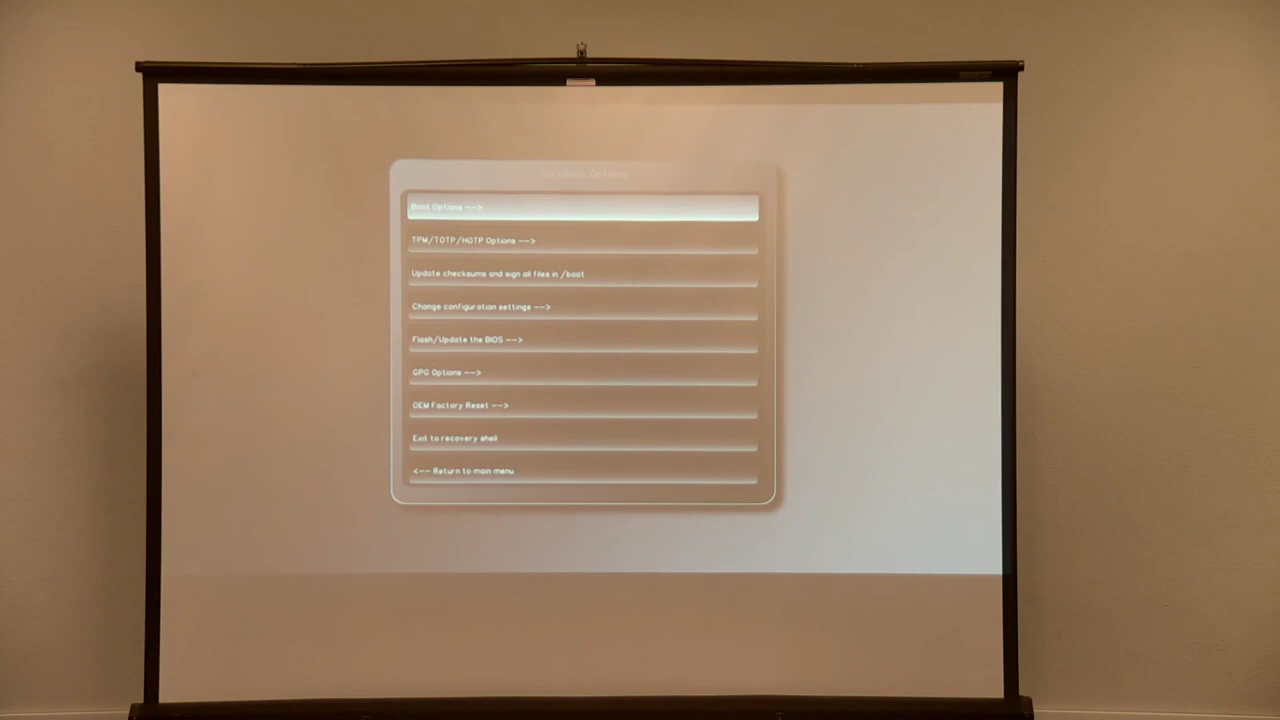 Options
Boot Options -->
TPM/TOTP/HOTP Options -->
Update checksums and sign all files in /boot
Change configuration settings -->
Flash/Update the BIOS -->
GPG Options -->
OEM Factory Reset -->
Exit to recovery shell
<-- Return to main menu